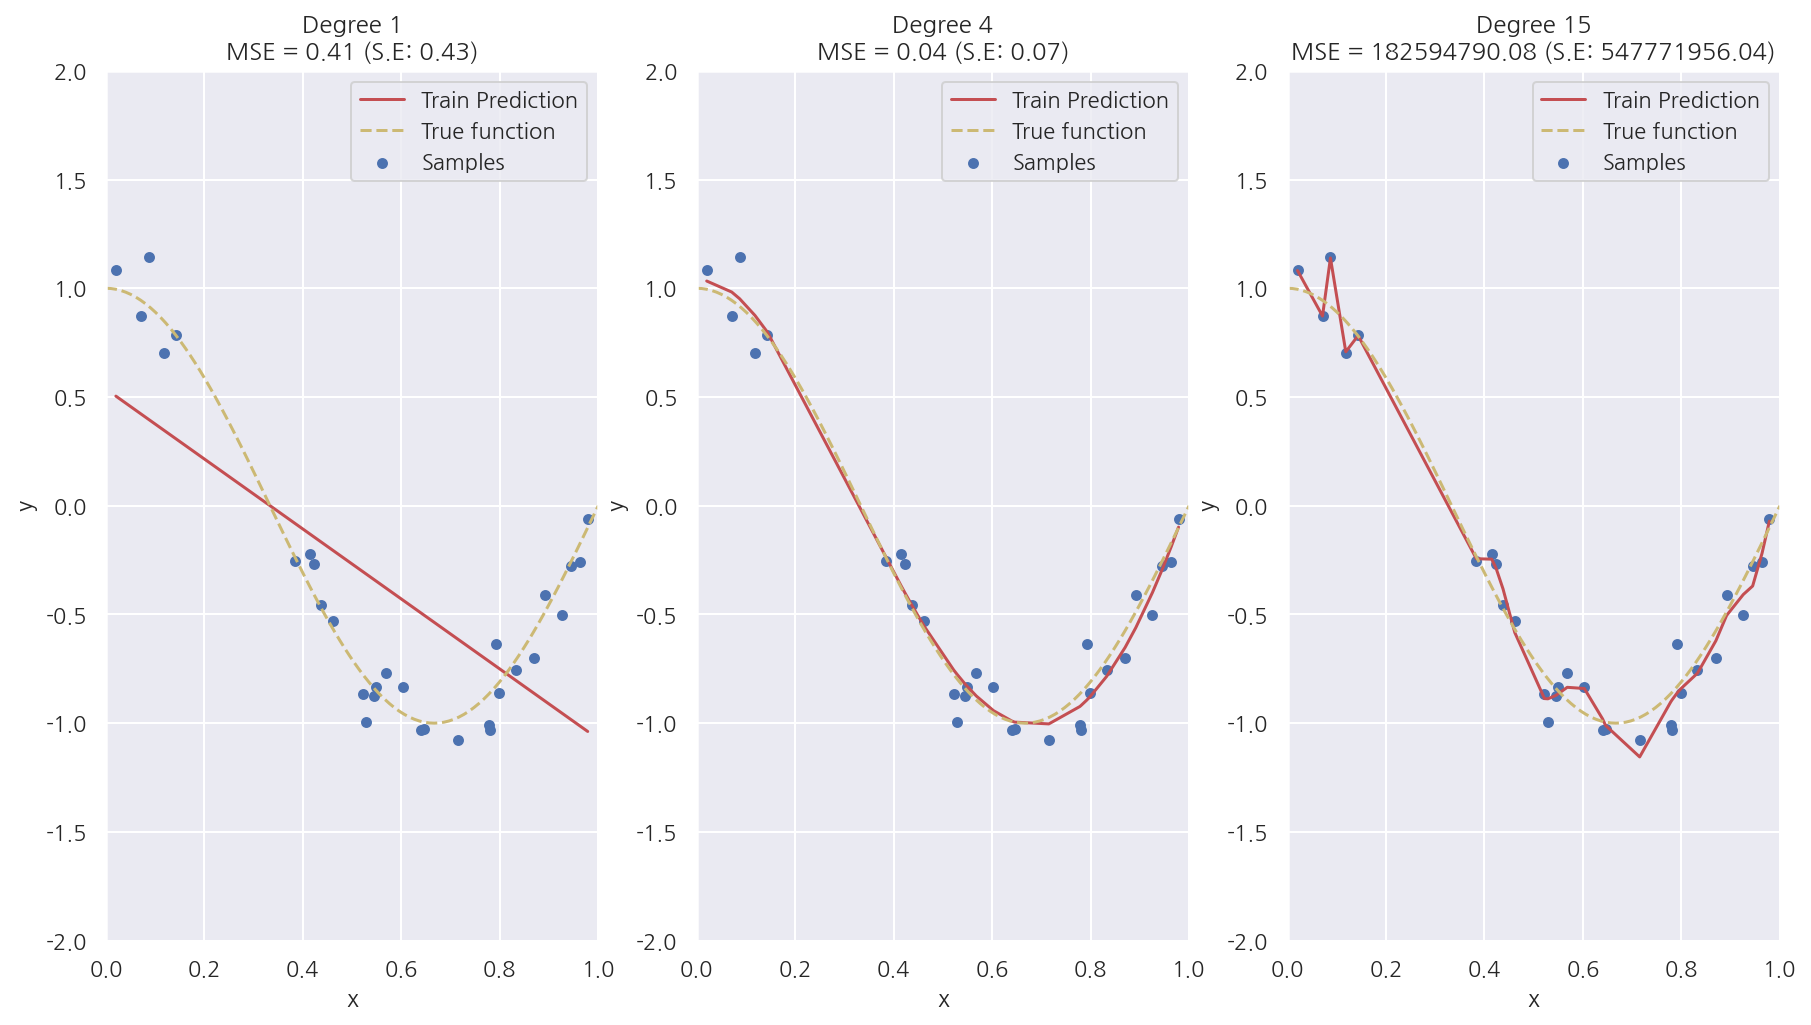 Degree 1
MSE = 0.41 (S.E: 0.43)
Train Prediction
True function
Samples
2.0
1.5
1.0
0.5
0.0
-0.5
-1.0
-1.5
-2.0
y
0.0 0.2 0.4 0.6 0.8 1.0
x
Degree 4
MSE = 0.04 (S.E: 0.07)
Train Prediction
True function
Samples
2.0
1.5
1.0
0.5
0.0
-0.5
-1.0
-1.5
-2.0
y
0.0 0.2 0.4 0.6 0.8 1.0
x
Degree 15
MSE = 182594790.08 (S.E: 547771956.04)
Train Prediction
True function
Samples
2.0
1.5
1.0
0.5
0.0
-0.5
-1.0
-1.5
-2.0
y
0.0 0.2 0.4 0.6 0.8 1.0
x